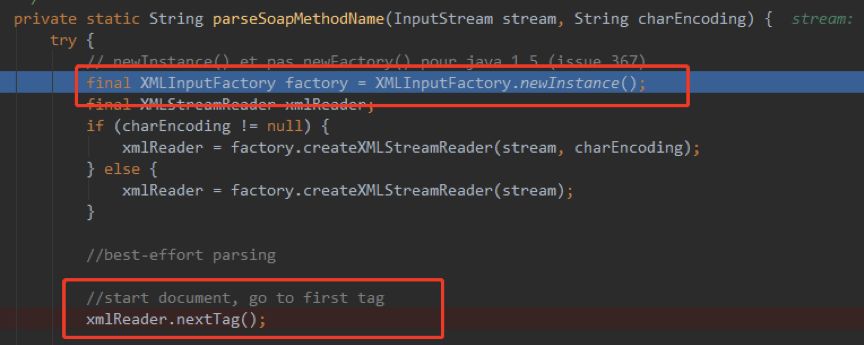 private static String parseSoapMethodName(InputStream stream, String charEncoding) {  stream:
try {
// newInstance() et pas newFactory() pour java 1.5 (issue 367)
final XMLInputFactory factory = XMLInputFactory.newInstance();
final XMLStreamReader xmlReader;
if (charEncoding != null) {
xmlReader = factory.createXMLStreamReader(stream, charEncoding);
} else {
xmlReader = factory.createXMLStreamReader(stream);
}
//best-effort parsing
//start document, go to first tag
xmlReader.nextTag();